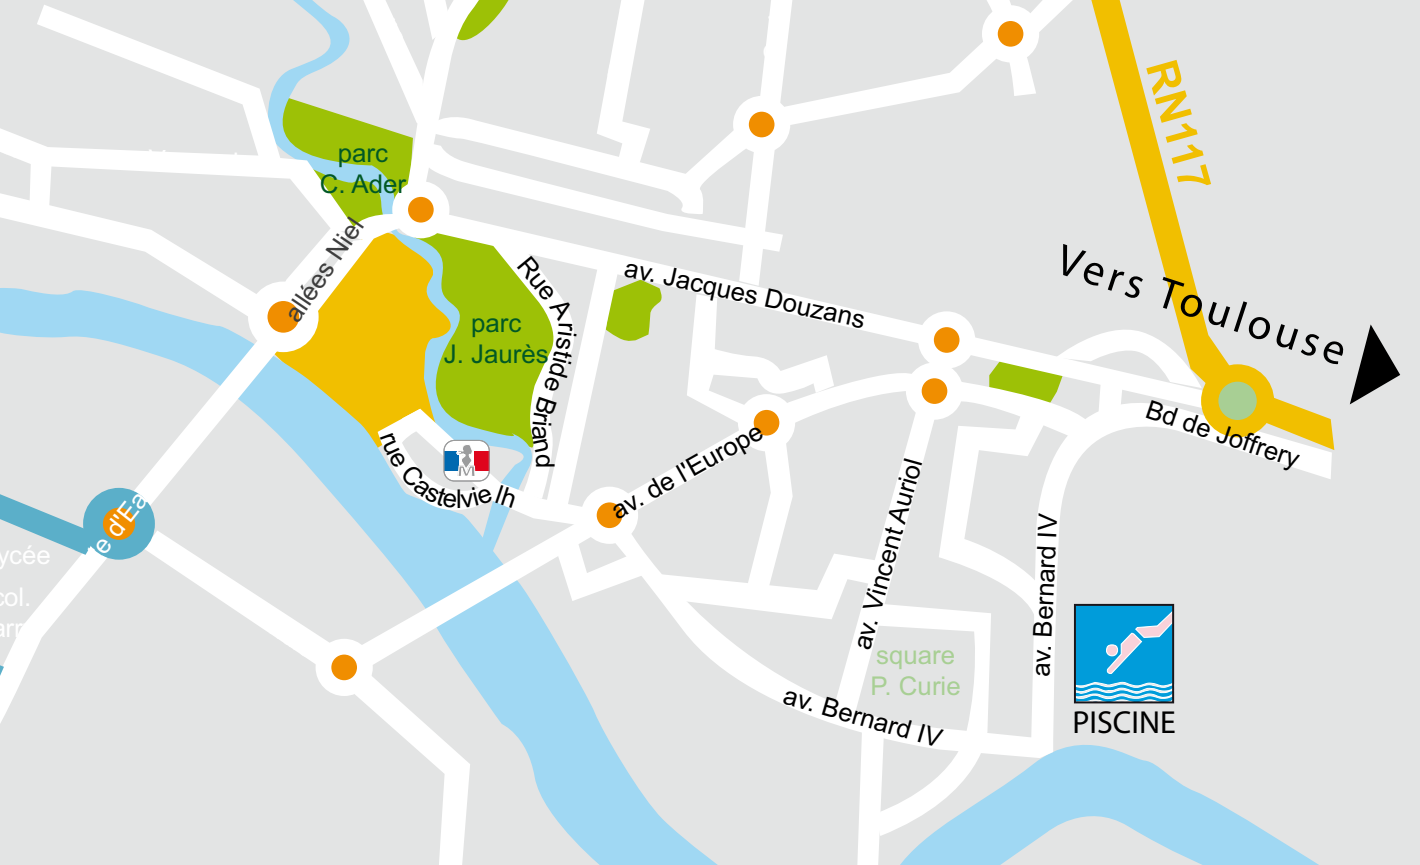 RN117
parc
C. Ader
allées Niel
Vers Toulouse
av. Jacques Douzans
Rue Aristide Briand
parc
J. Jaurès
Bd de Joffrery
av. de l'Europe
rue Castelvielh
M
av. Vincent Auriol
av. Bernard IV
square
P. Curie
av. Bernard IV
PISCINE